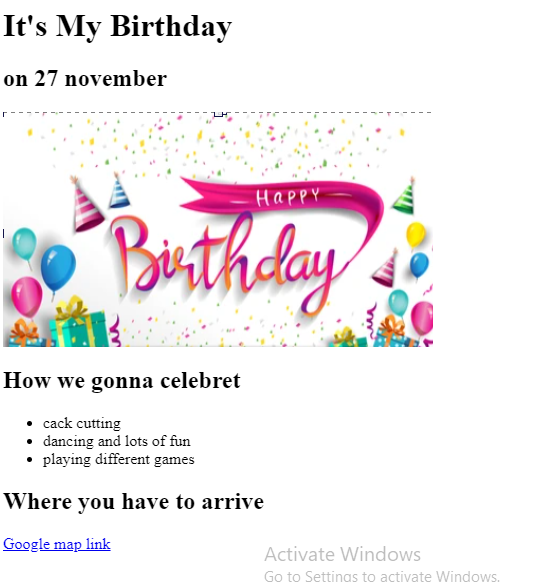 It's My Birthday
on 27 november
HAPPY
Birthday
How we gonna celebret
cack cutting
dancing and lots of fun
playing different games
Where you have to arrive
Google map link
Activate Windows
Go to Settings to activate Windows.